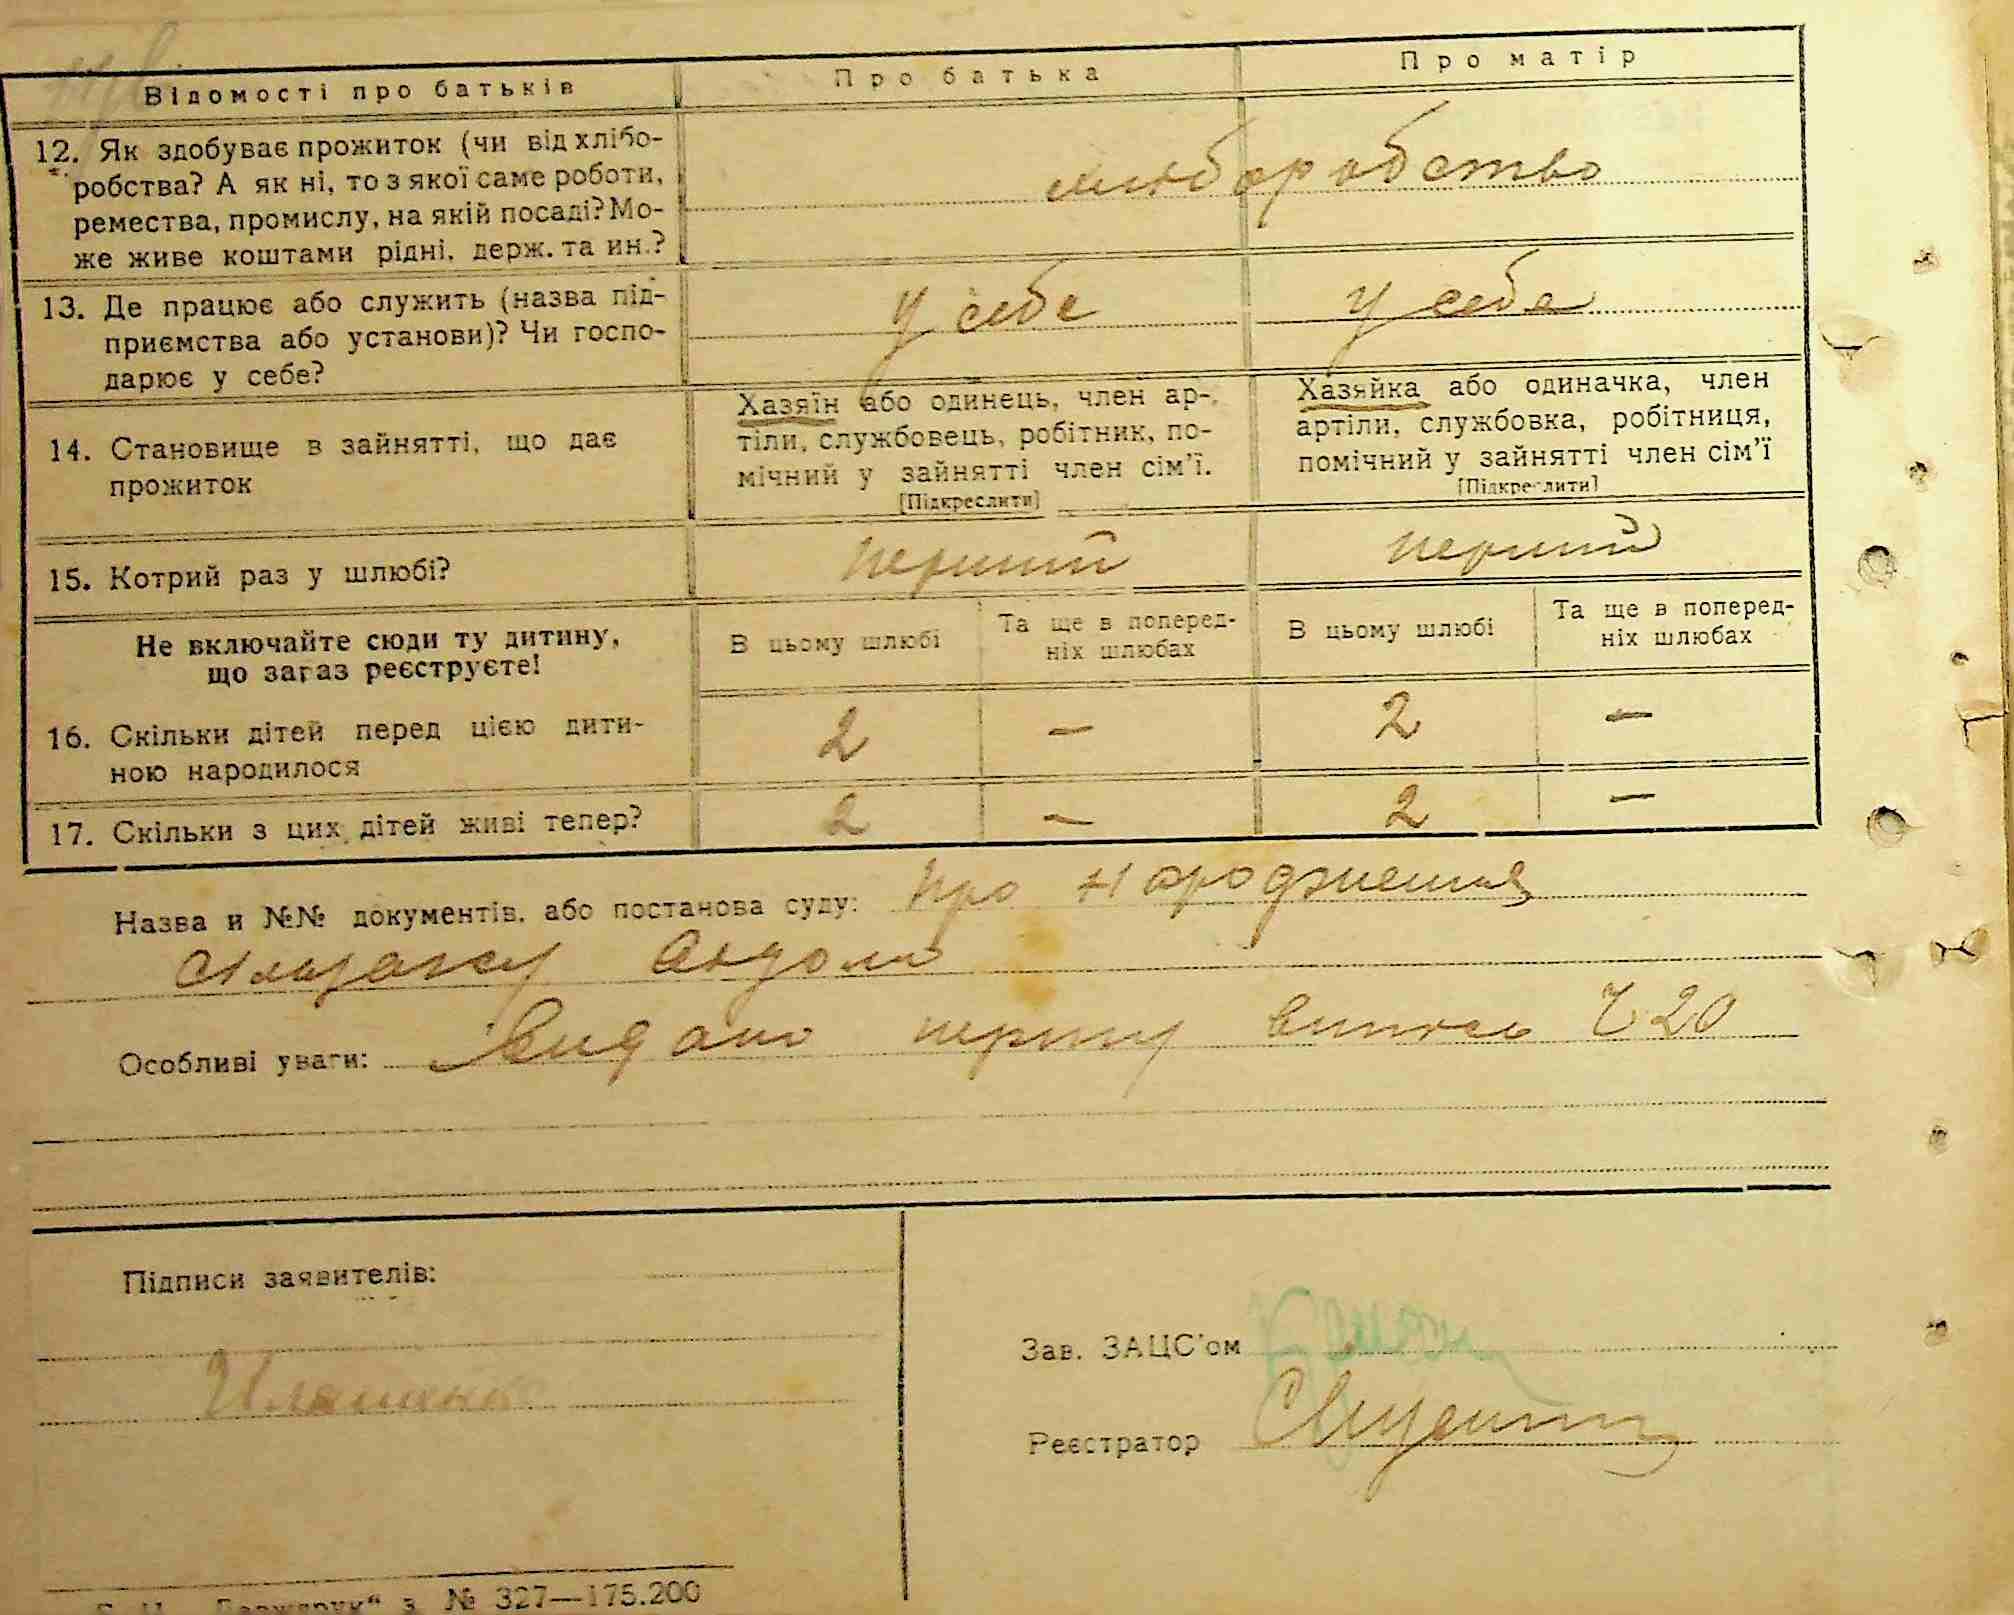 Відомості про батьків
Про батька
Про матір
12. Як здобуває прожиток (чи від хлібо-
робства? А як ні, то з якої саме роботи,
ремества, промислу, на якій посаді? Мо-
же живе коштами рідні, держ. та ин.?
хліборобство
13. Де працює або служить (назва під-
приємства або установи)? Чи госпо-
дарює у себе?
у себе
у себе
14. Становище в зайнятті, що дає
прожиток
Хазяїн або одинець, член ар-
тіли, службовець, робітник, по-
мічний у зайнятті член сім'ї.
[Підкреслити]
Хазяйка або одиначка, член
артіли, службовка, робітниця,
помічний у зайнятті член сім'ї
[Підкреслити]
15. Котрий раз у шлюбі?
перший
перший
Не включайте сюди ту дитину,
що зараз реєструєте!
В цьому шлюбі
Та ще в поперед-
ніх шлюбах
В цьому шлюбі
Та ще в поперед-
ніх шлюбах
16. Скільки дітей перед цією дити-
ною народилося
2 — 2 —
17. Скільки з цих дітей живі тепер?
2 — 2 —
Назва и №№ документів, або постанова суду: про народження
Особливі уваги: Видано першу випись Ч 20
Підписи заявителів:
Зав. ЗАЦС'ом
Реєстратор
"Держдрук" з. № 327—175.200